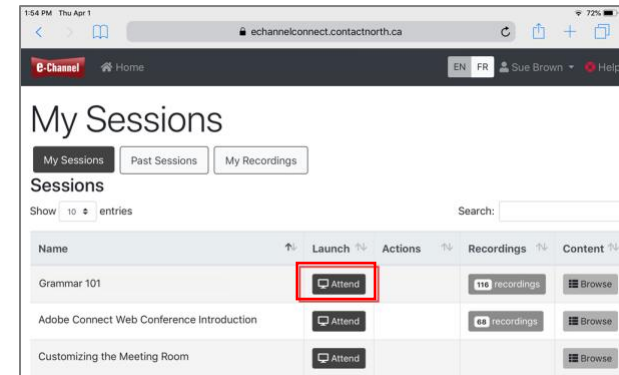 1:54 PM Thu Apr 1 72%
echannelconnect.contactnorth.ca
e-Channel Home EN FR Sue Brown Help
My Sessions
My Sessions Past Sessions My Recordings
Sessions
Show 10 entries Search:
Name Launch Actions Recordings Content
Grammar 101 Attend 116 recordings Browse
Adobe Connect Web Conference Introduction Attend 68 recordings Browse
Customizing the Meeting Room Attend Browse